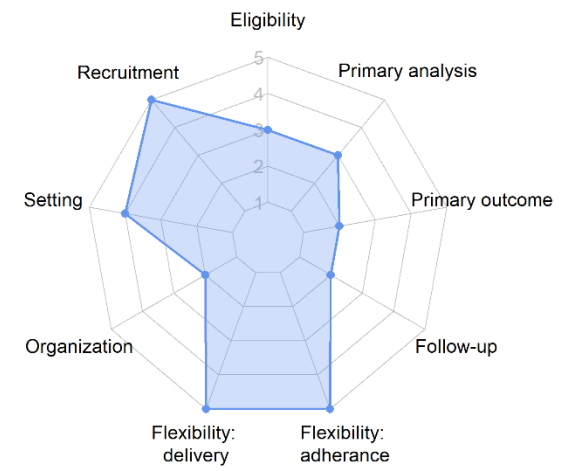 Eligibility
Recruitment
5
Primary analysis
4
3
2
Setting
1
Primary outcome
Organization
Follow-up
Flexibility:
delivery
Flexibility:
adherance